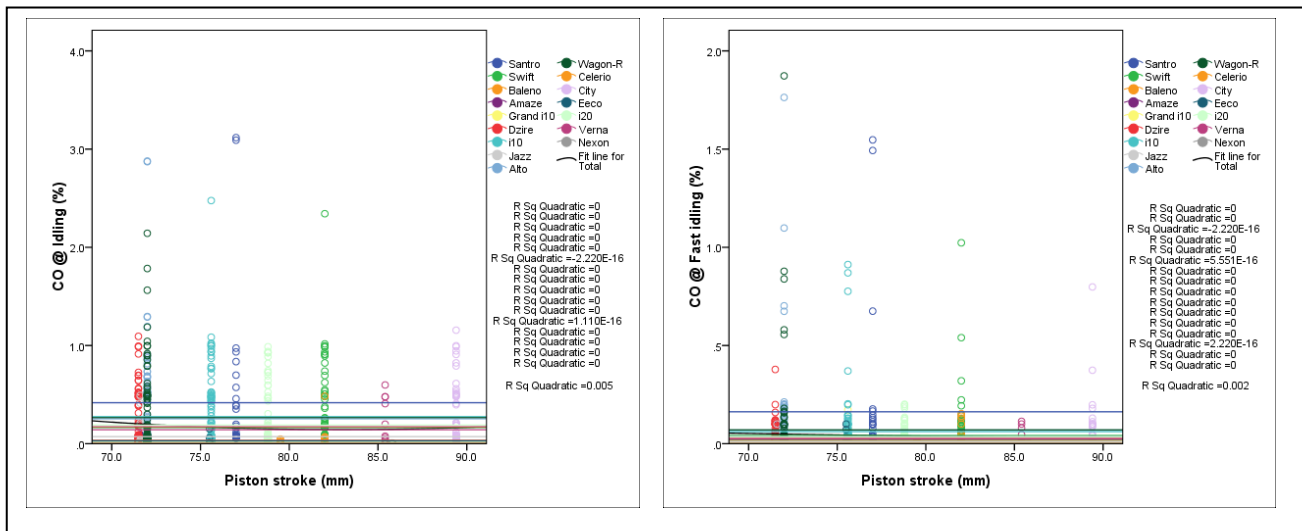 4.0
3.0
2.0
1.0
.0
CO @ Idling (%)
70.0 75.0 80.0 85.0 90.0
Piston stroke (mm)
Santro Wagon-R
Swift Celerio
Baleno City
Amaze Eeco
Grand i10 i20
Dzire Verna
i10 Nexon
Jazz Fit line for
Alto Total
R Sq Quadratic =0
R Sq Quadratic =0
R Sq Quadratic =0
R Sq Quadratic =0
R Sq Quadratic =0
R Sq Quadratic =-2.220E-16
R Sq Quadratic =0
R Sq Quadratic =0
R Sq Quadratic =0
R Sq Quadratic =0
R Sq Quadratic =0
R Sq Quadratic =1.110E-16
R Sq Quadratic =0
R Sq Quadratic =0
R Sq Quadratic =0
R Sq Quadratic =0
R Sq Quadratic =0.005
2.0
1.5
1.0
.5
.0
CO @ Fast idling (%)
70.0 75.0 80.0 85.0 90.0
Piston stroke (mm)
Santro Wagon-R
Swift Celerio
Baleno City
Amaze Eeco
Grand i10 i20
Dzire Verna
i10 Nexon
Jazz Fit line for
Alto Total
R Sq Quadratic =0
R Sq Quadratic =0
R Sq Quadratic =-2.220E-16
R Sq Quadratic =0
R Sq Quadratic =0
R Sq Quadratic =5.551E-16
R Sq Quadratic =0
R Sq Quadratic =0
R Sq Quadratic =0
R Sq Quadratic =0
R Sq Quadratic =0
R Sq Quadratic =0
R Sq Quadratic =0
R Sq Quadratic =2.220E-16
R Sq Quadratic =0
R Sq Quadratic =0
R Sq Quadratic =0.002